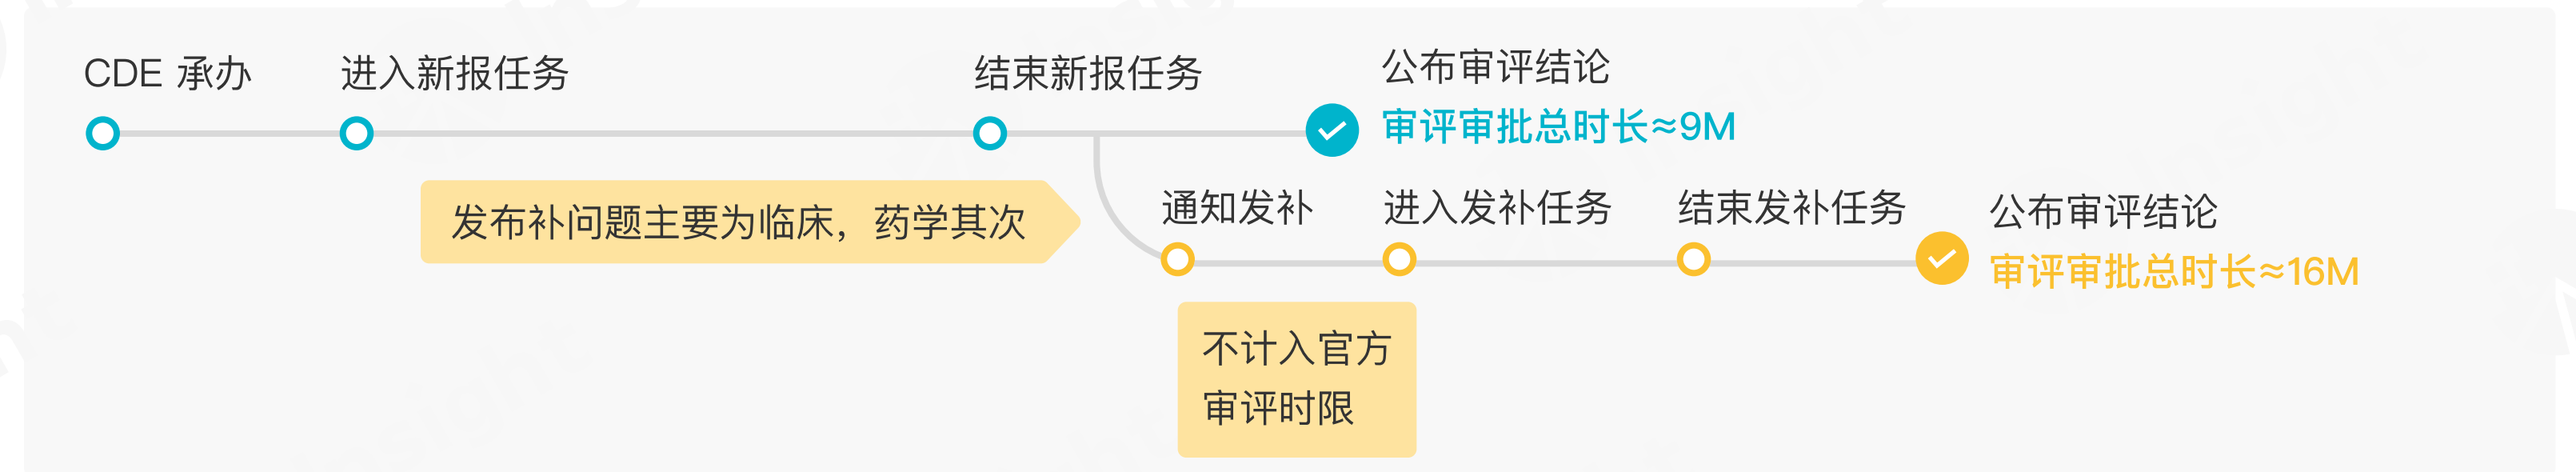 CDE 承办
进入新报任务
结束新报任务
公布审评结论
审评审批总时长≈9M
发布补问题主要为临床，药学其次
通知发补
进入发补任务
结束发补任务
公布审评结论
审评审批总时长≈16M
不计入官方
审评时限